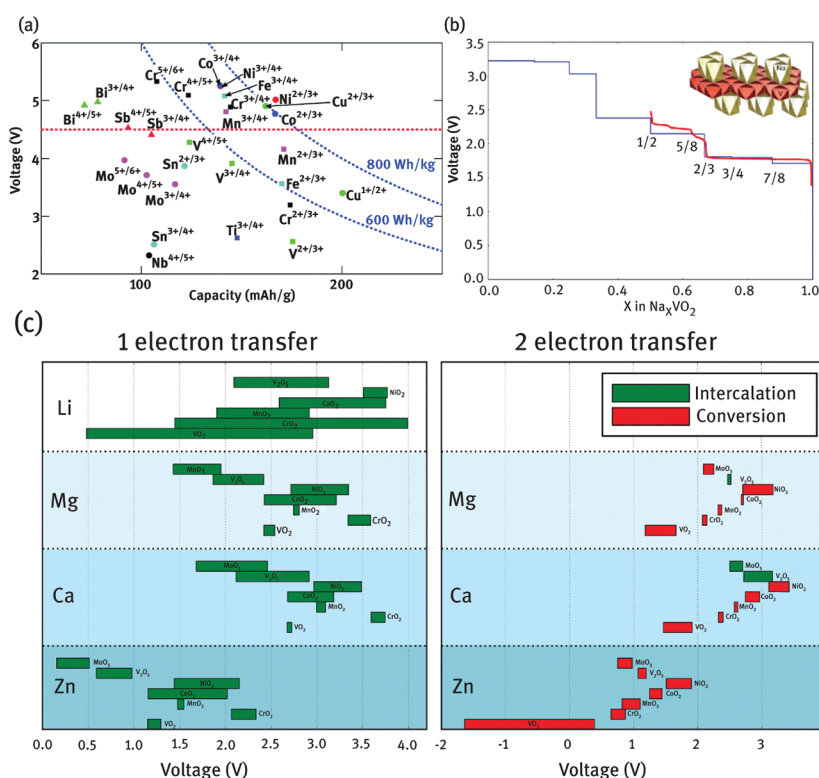 (a)
6
5
4
3
2
Voltage (V)
100
200
Capacity (mAh/g)
Cr5+/6+
Co3+/4+
Ni3+/4+
Cr4+/5+
Fe3+/4+
Bi3+/4+
Bi4+/5+
Sb4+/5+
Sb3+/4+
Cr3+/4+
Ni2+/3+
Cu2+/3+
Mn3+/4+
Co2+/3+
V4+/5+
Sn2+/3+
Mn2+/3+
800 Wh/kg
Mo5+/6+
Mo4+/5+
Mo3+/4+
V3+/4+
Fe2+/3+
Cu1+/2+
600 Wh/kg
Cr2+/3+
Ti3+/4+
Sn3+/4+
Nb4+/5+
V2+/3+
(b)
3.5
3.0
2.5
2.0
1.5
1.0
0.5
0.0
Voltage (V)
Na
V
1/2
5/8
2/3
3/4
7/8
0.0 0.2 0.4 0.6 0.8 1.0
X in NaXVO2
(c)
1 electron transfer
Li
V2O5
NiO2
CoO2
MnO2
CrO2
VO2
Mg
MoO3
V2O5
NiO2
CoO2
MnO2
CrO2
VO2
Ca
MoO3
V2O5
NiO2
CoO2
MnO2
CrO2
VO2
Zn
MoO3
V2O5
NiO2
CoO2
MnO2
CrO2
VO2
0.0 0.5 1.0 1.5 2.0 2.5 3.0 3.5 4.0
Voltage (V)
2 electron transfer
Intercalation
Conversion
Mg
MoO3
V2O5
NiO2
CoO2
MnO2
CrO2
VO2
Ca
MoO3
V2O5
NiO2
CoO2
MnO2
CrO2
VO2
Zn
MoO3
V2O5
NiO2
CoO2
MnO2
CrO2
VO2
-2 -1 0 1 2 3
Voltage (V)